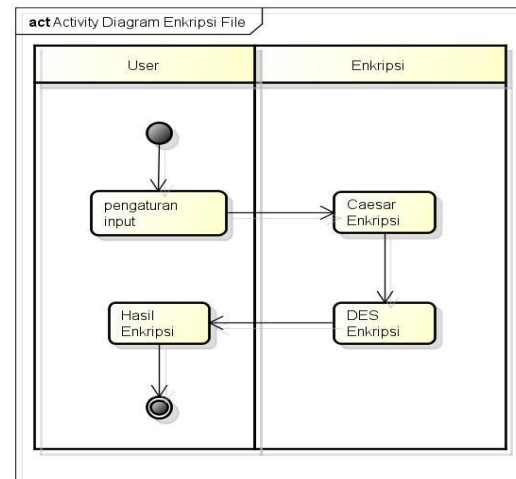 act Activity Diagram Enkripsi File
User
Enkripsi
pengaturan
input
Caesar
Enkripsi
Hasil
Enkripsi
DES
Enkripsi